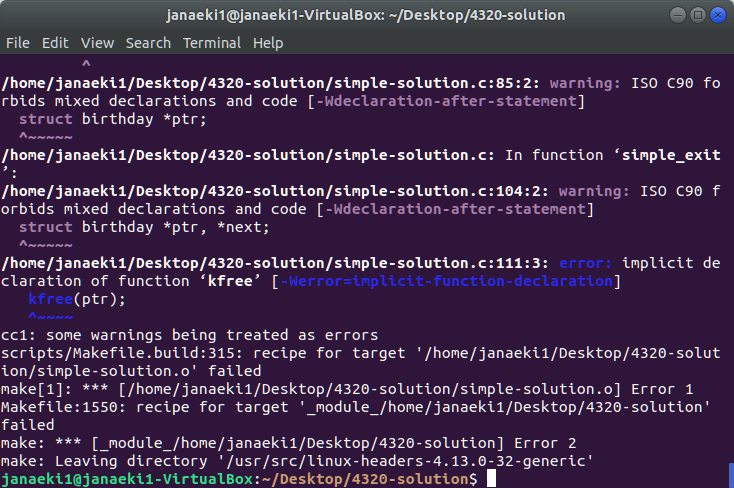 janaeki1@janaeki1-VirtualBox: ~/Desktop/4320-solution
File Edit View Search Terminal Help
^
/home/janaeki1/Desktop/4320-solution/simple-solution.c:85:2: warning: ISO C90 fo
rbids mixed declarations and code [-Wdeclaration-after-statement]
  struct birthday *ptr;
  ^~~~~~
/home/janaeki1/Desktop/4320-solution/simple-solution.c: In function ‘simple_exit
’:
/home/janaeki1/Desktop/4320-solution/simple-solution.c:104:2: warning: ISO C90 f
orbids mixed declarations and code [-Wdeclaration-after-statement]
  struct birthday *ptr, *next;
  ^~~~~~
/home/janaeki1/Desktop/4320-solution/simple-solution.c:111:3: error: implicit de
claration of function ‘kfree’ [-Werror=implicit-function-declaration]
   kfree(ptr);
   ^~~~~
cc1: some warnings being treated as errors
scripts/Makefile.build:315: recipe for target '/home/janaeki1/Desktop/4320-solut
ion/simple-solution.o' failed
make[1]: *** [/home/janaeki1/Desktop/4320-solution/simple-solution.o] Error 1
Makefile:1550: recipe for target '_module_/home/janaeki1/Desktop/4320-solution'
failed
make: *** [_module_/home/janaeki1/Desktop/4320-solution] Error 2
make: Leaving directory '/usr/src/linux-headers-4.13.0-32-generic'
janaeki1@janaeki1-VirtualBox:~/Desktop/4320-solution$